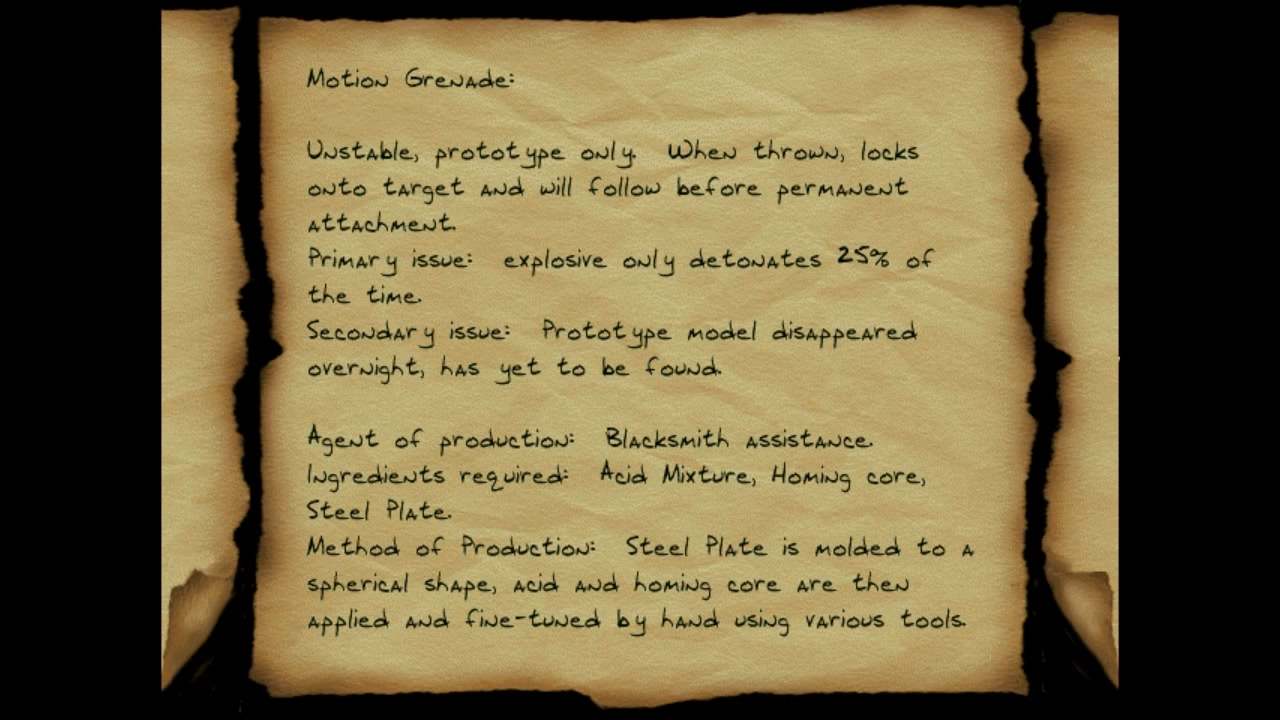 Motion Grenade:
Unstable, prototype only. When thrown, locks
onto target and will follow before permanent
attachment.
Primary issue: explosive only detonates 25% of
the time.
Secondary issue: Prototype model disappeared
overnight, has yet to be found.
Agent of production: Blacksmith assistance.
Ingredients required: Acid Mixture, Homing core,
Steel Plate.
Method of Production: Steel Plate is molded to a
spherical shape, acid and homing core are then
applied and fine-tuned by hand using various tools.